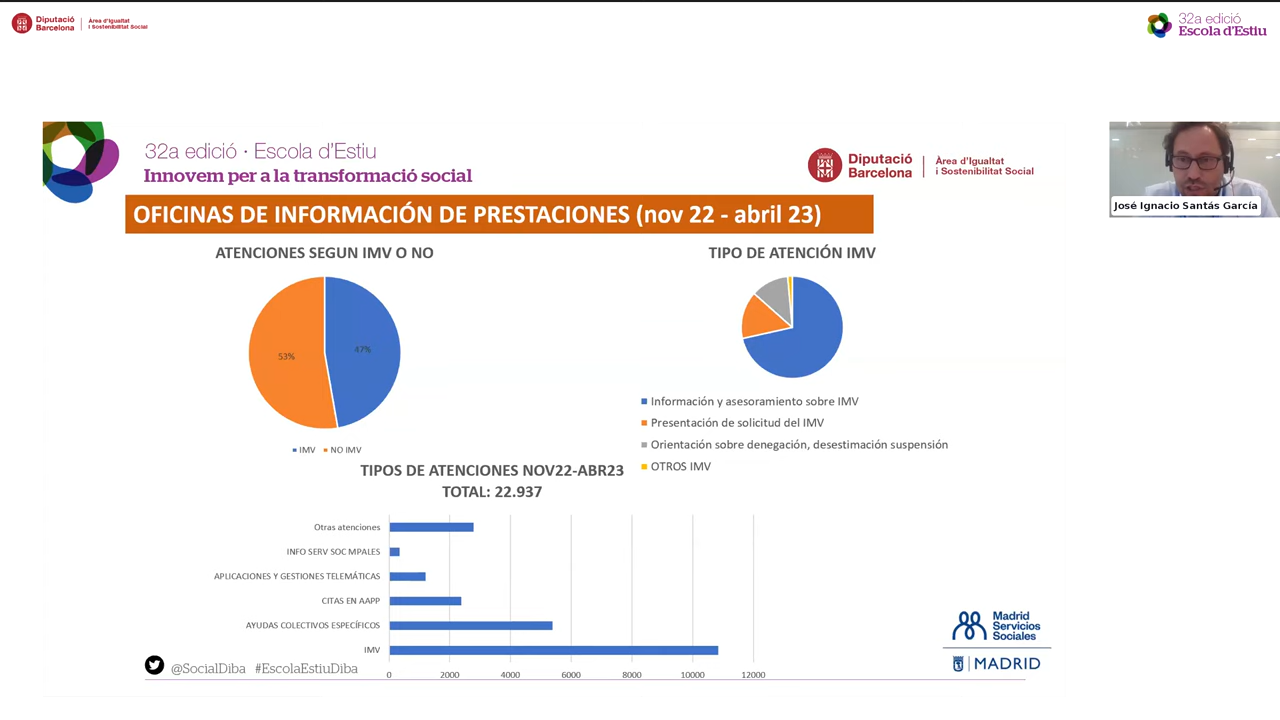 Diputació
Barcelona
Àrea d'Igualtat
i Sostenibilitat Social
32a edició
Escola d'Estiu
32a edició · Escola d'Estiu
Innovem per a la transformació social
Diputació
Barcelona
Àrea d'Igualtat
i Sostenibilitat Social
José Ignacio Santás García
OFICINAS DE INFORMACIÓN DE PRESTACIONES (nov 22 - abril 23)
ATENCIONES SEGUN IMV O NO
53%
47%
IMV
NO IMV
TIPO DE ATENCIÓN IMV
Información y asesoramiento sobre IMV
Presentación de solicitud del IMV
Orientación sobre denegación, desestimación suspensión
OTROS IMV
TIPOS DE ATENCIONES NOV22-ABR23
TOTAL: 22.937
Otras atenciones
INFO SERV SOC MPALES
APLICACIONES Y GESTIONES TELEMÁTICAS
CITAS EN AAPP
AYUDAS COLECTIVOS ESPECÍFICOS
IMV
0 2000 4000 6000 8000 10000 12000
@SocialDiba #EscolaEstiuDiba
Madrid
Servicios
Sociales
MADRID